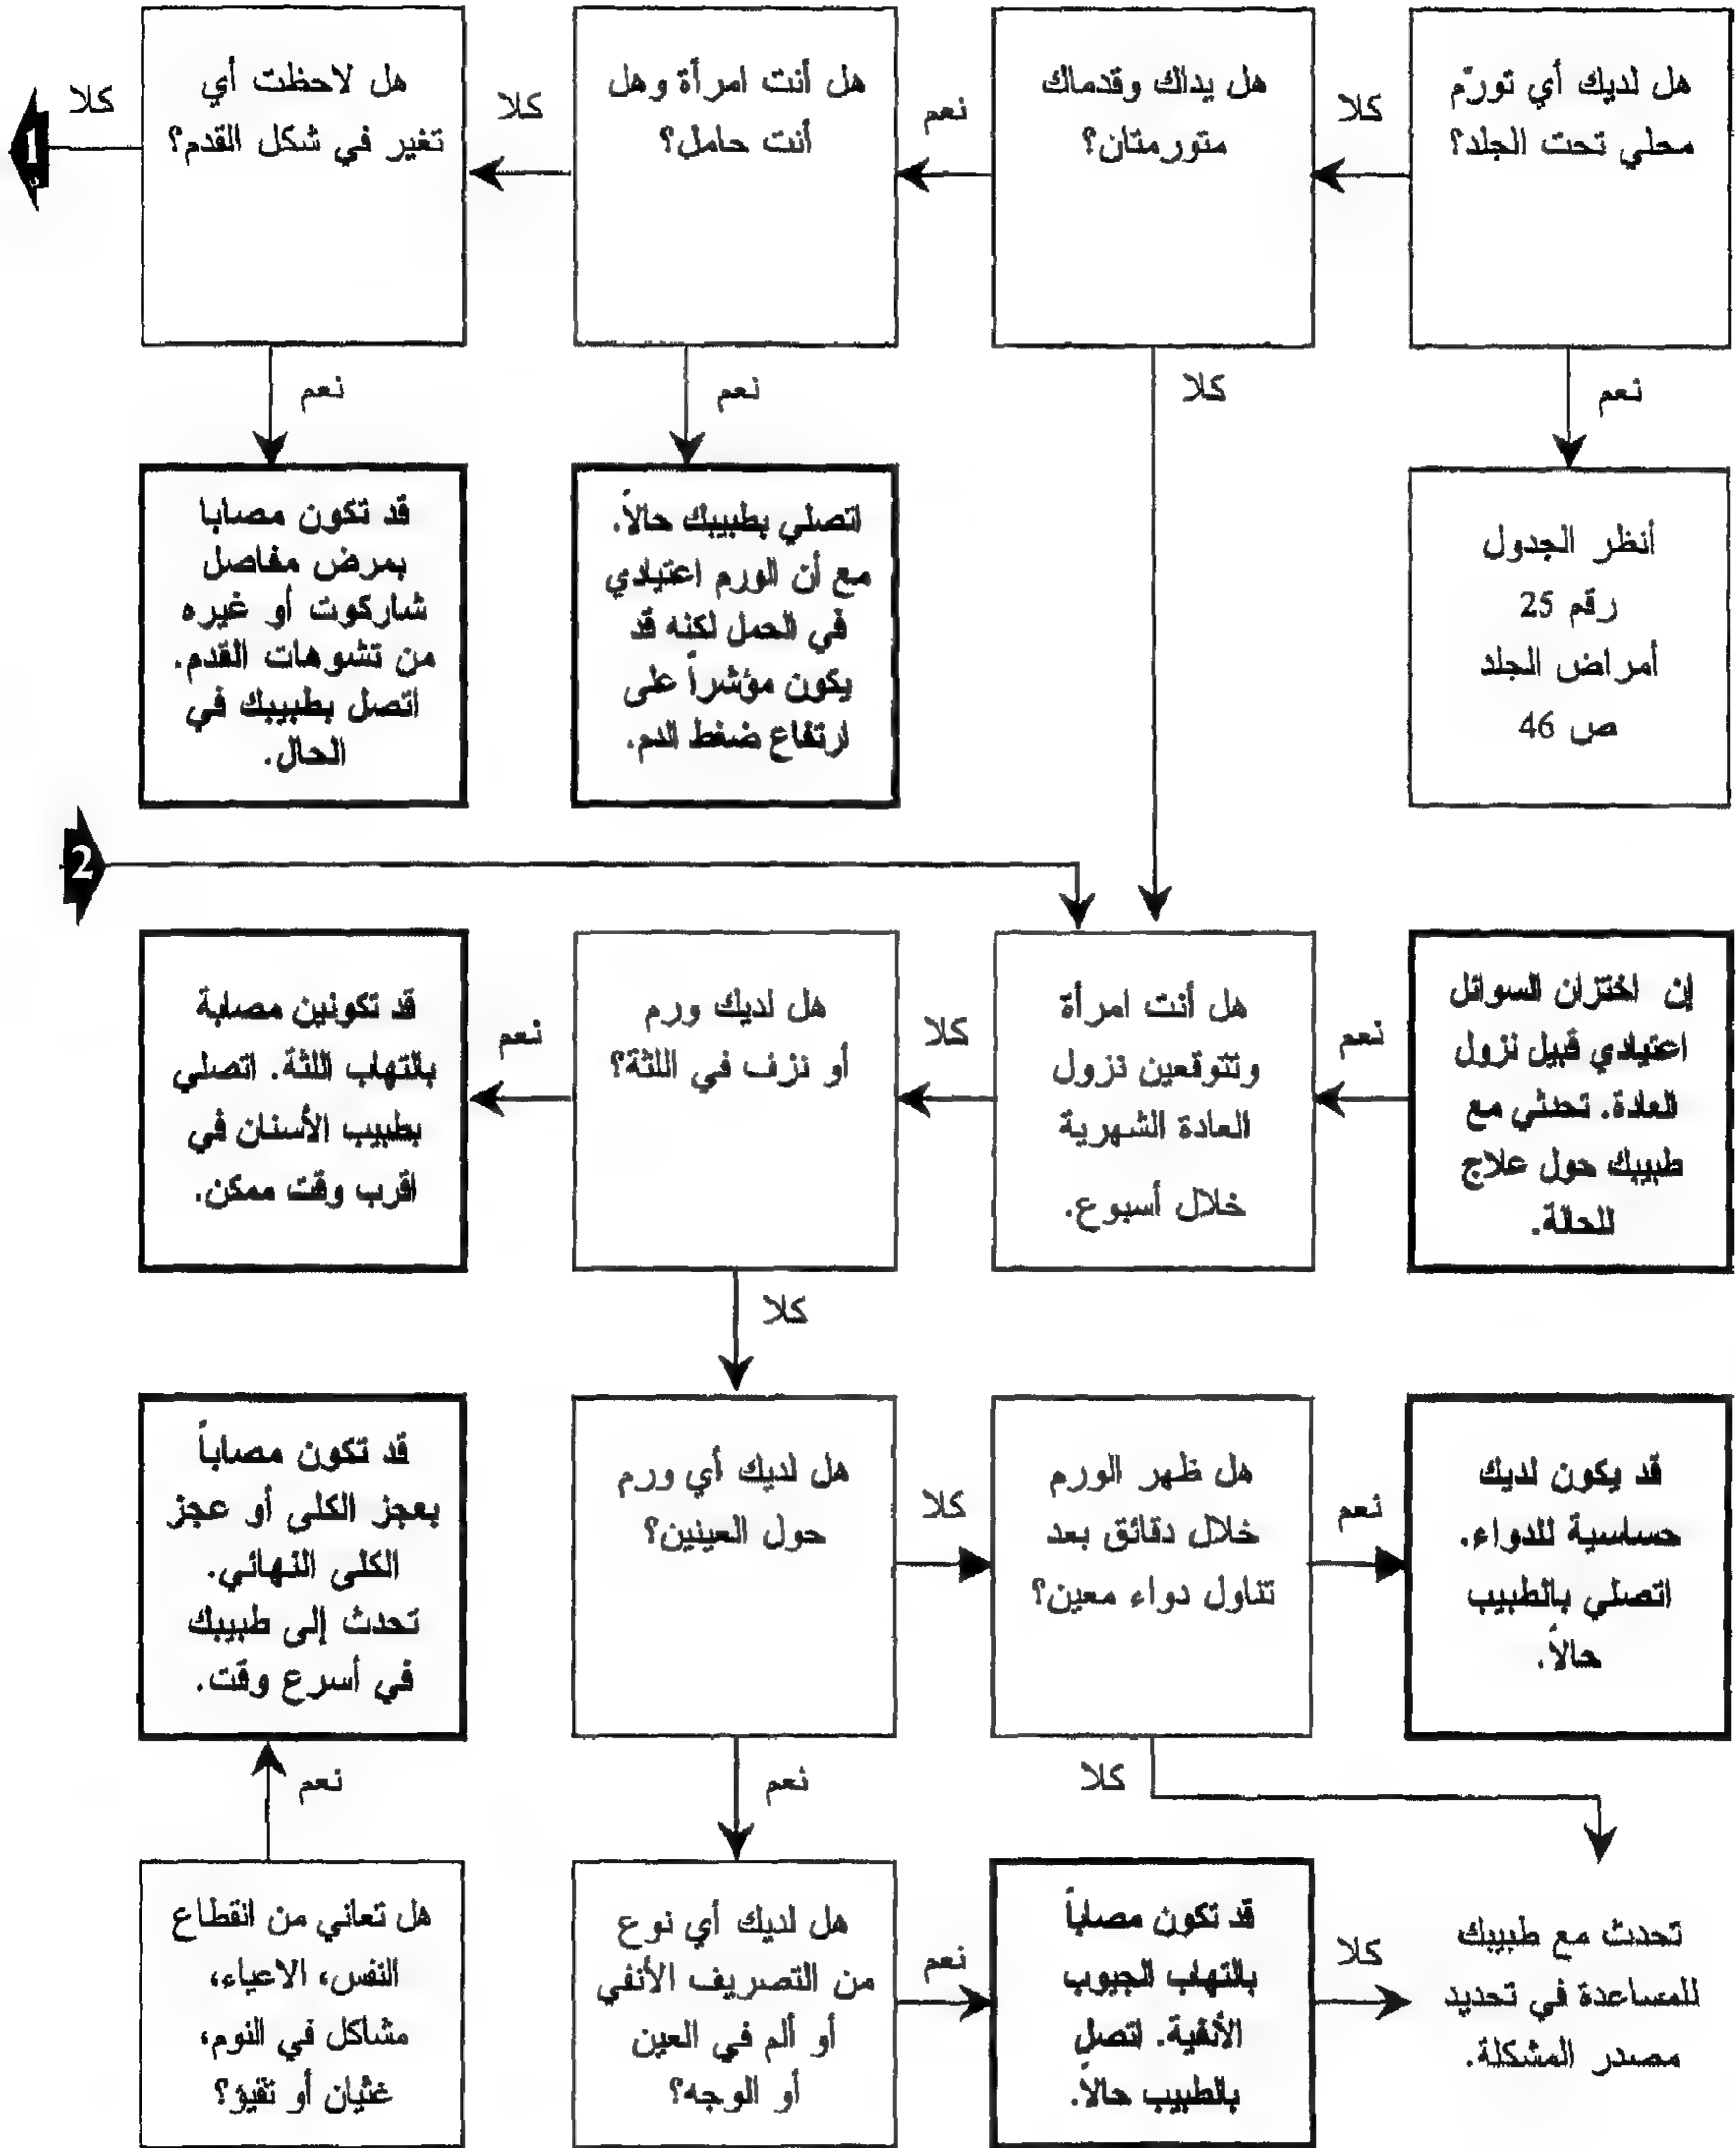 هل لديك أي تورّم
محلي تحت الجلد؟
كلا
هل يداك وقدماك
متورمتان؟
نعم
هل أنت امرأة وهل
أنت حامل؟
كلا
هل لاحظت أي
تغير في شكل القدم؟
كلا
1
نعم
كلا
نعم
نعم
أنظر الجدول
رقم 25
أمراض الجلد
ص 46
اتصلي بطبيبك حالاً.
مع أن الورم اعتيادي
في الحمل لكنه قد
يكون مؤشراً على
ارتفاع ضغط الدم.
قد تكون مصابا
بمرض مفاصل
شاركوت أو غيره
من تشوهات القدم.
اتصل بطبيبك في
الحال.
2
إن اختزان السوائل
اعتيادي قبيل نزول
العادة. تحدثي مع
طبيبك حول علاج
للحالة.
نعم
هل أنت امرأة
وتتوقعين نزول
العادة الشهرية
خلال أسبوع.
كلا
هل لديك ورم
أو نزف في اللثة؟
نعم
قد تكونين مصابة
بالتهاب اللثة. اتصلي
بطبيب الأسنان في
اقرب وقت ممكن.
كلا
قد يكون لديك
حساسية للدواء.
اتصلي بالطبيب
حالاً.
نعم
هل ظهر الورم
خلال دقائق بعد
تناول دواء معين؟
كلا
هل لديك أي ورم
حول العينين؟
قد تكون مصاباً
بعجز الكلى أو عجز
الكلى النهائي.
تحدث إلى طبيبك
في أسرع وقت.
كلا
نعم
نعم
تحدث مع طبيبك
للمساعدة في تحديد
مصدر المشكلة.
كلا
قد تكون مصاباً
بالتهاب الجيوب
الأنفية. اتصل
بالطبيب حالاً.
نعم
هل لديك أي نوع
من التصريف الأنفي
أو ألم في العين
أو الوجه؟
هل تعاني من انقطاع
النفس، الاعياء،
مشاكل في النوم،
غثيان أو تقيؤ؟